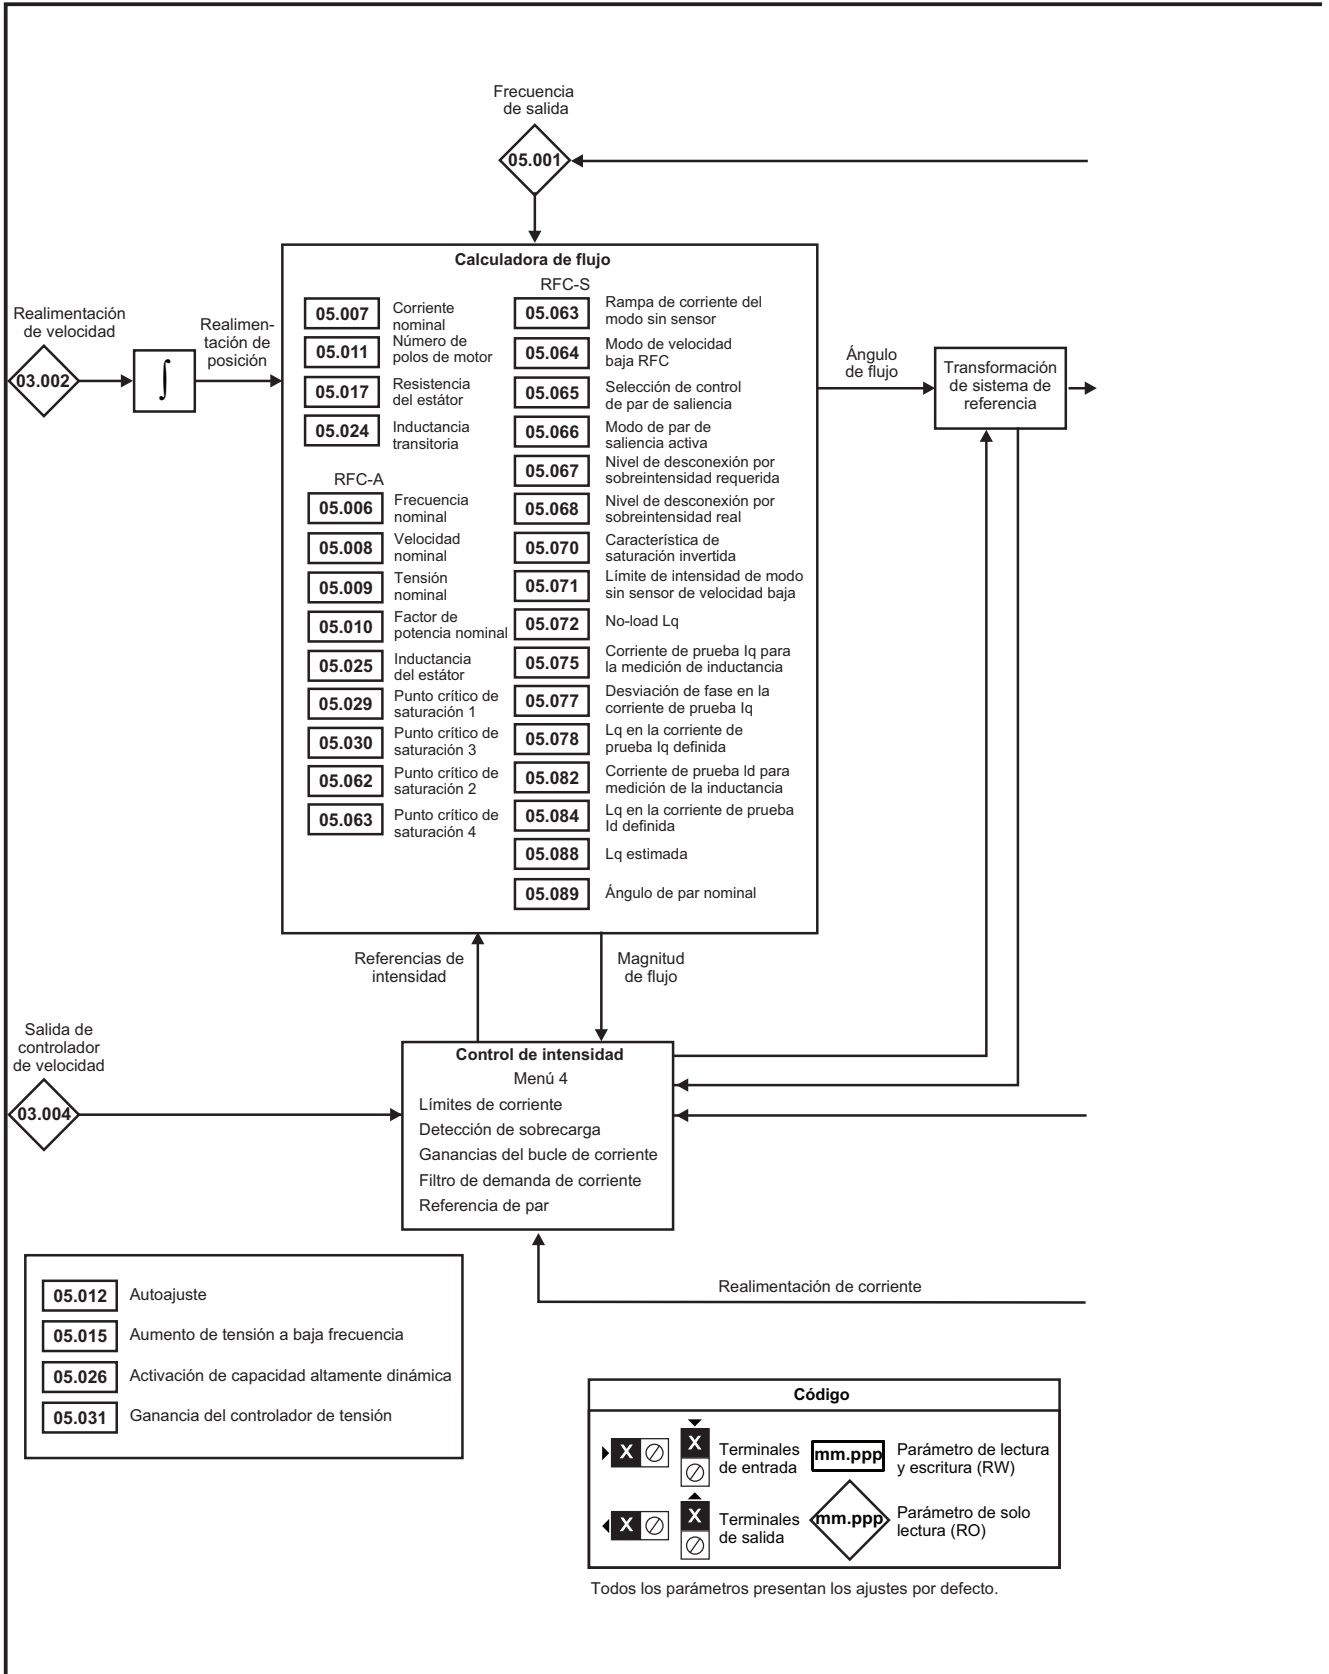 Frecuencia
de salida
05.001
Calculadora de flujo
RFC-S
Realimentación
de velocidad
03.002
∫
Realimen-
tación de
posición
05.007
Corriente
nominal
05.011
Número de
polos de motor
05.017
Resistencia
del estátor
05.024
Inductancia
transitoria
RFC-A
05.006
Frecuencia
nominal
05.008
Velocidad
nominal
05.009
Tensión
nominal
05.010
Factor de
potencia nominal
05.025
Inductancia
del estátor
05.029
Punto crítico de
saturación 1
05.030
Punto crítico de
saturación 3
05.062
Punto crítico de
saturación 2
05.063
Punto crítico de
saturación 4
05.063
Rampa de corriente del
modo sin sensor
05.064
Modo de velocidad
baja RFC
05.065
Selección de control
de par de saliencia
05.066
Modo de par de
saliencia activa
05.067
Nivel de desconexión por
sobreintensidad requerida
05.068
Nivel de desconexión por
sobreintensidad real
05.070
Característica de
saturación invertida
05.071
Límite de intensidad de modo
sin sensor de velocidad baja
05.072
No-load Lq
05.075
Corriente de prueba Iq para
la medición de inductancia
05.077
Desviación de fase en la
corriente de prueba Iq
05.078
Lq en la corriente de
prueba Iq definida
05.082
Corriente de prueba Id para
medición de la inductancia
05.084
Lq en la corriente de prueba
Id definida
05.088
Lq estimada
05.089
Ángulo de par nominal
Ángulo
de flujo
Transformación
de sistema de
referencia
Referencias de
intensidad
Magnitud
de flujo
Salida de
controlador
de velocidad
03.004
Control de intensidad
Menú 4
Límites de corriente
Detección de sobrecarga
Ganancias del bucle de corriente
Filtro de demanda de corriente
Referencia de par
Realimentación de corriente
05.012
Autoajuste
05.015
Aumento de tensión a baja frecuencia
05.026
Activación de capacidad altamente dinámica
05.031
Ganancia del controlador de tensión
Código
X
X
Terminales
de entrada
mm.ppp
Parámetro de lectura
y escritura (RW)
X
X
Terminales
de salida
mm.ppp
Parámetro de solo
lectura (RO)
Todos los parámetros presentan los ajustes por defecto.